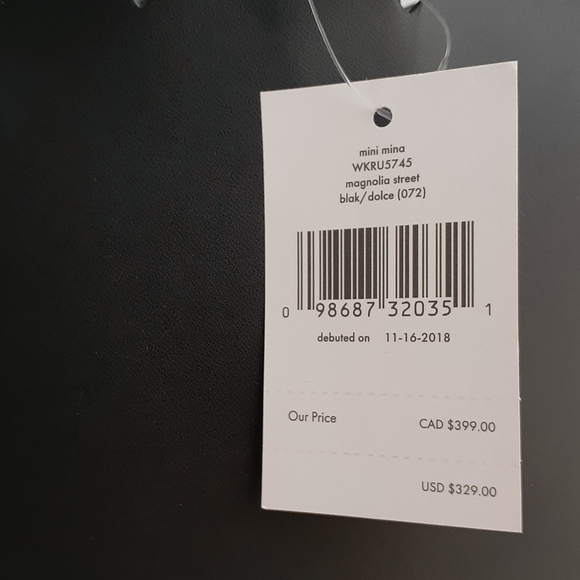 mini mina
WKRU5745
magnolia street
blak/dolce (072)
0 98687 32035 1
debuted on 11-16-2018
Our Price CAD $399.00
USD $329.00